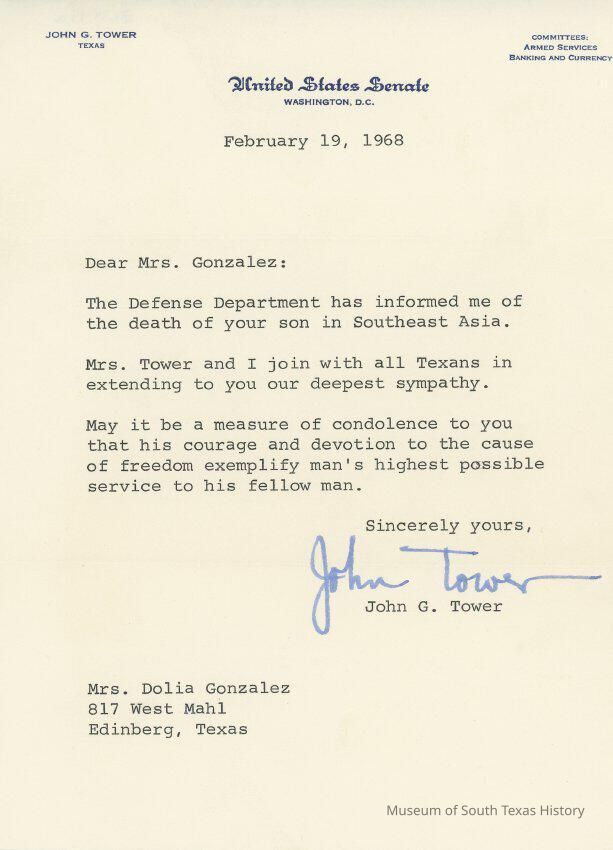 JOHN G. TOWER
TEXAS
COMMITTEES:
ARMED SERVICES
BANKING AND CURRENCY
United States Senate
WASHINGTON, D.C.
February 19, 1968
Dear Mrs. Gonzalez:
The Defense Department has informed me of
the death of your son in Southeast Asia.
Mrs. Tower and I join with all Texans in
extending to you our deepest sympathy.
May it be a measure of condolence to you
that his courage and devotion to the cause
of freedom exemplify man's highest possible
service to his fellow man.
Sincerely yours,
John Tower
John G. Tower
Mrs. Dolia Gonzalez
817 West Mahl
Edinberg, Texas
Museum of South Texas History